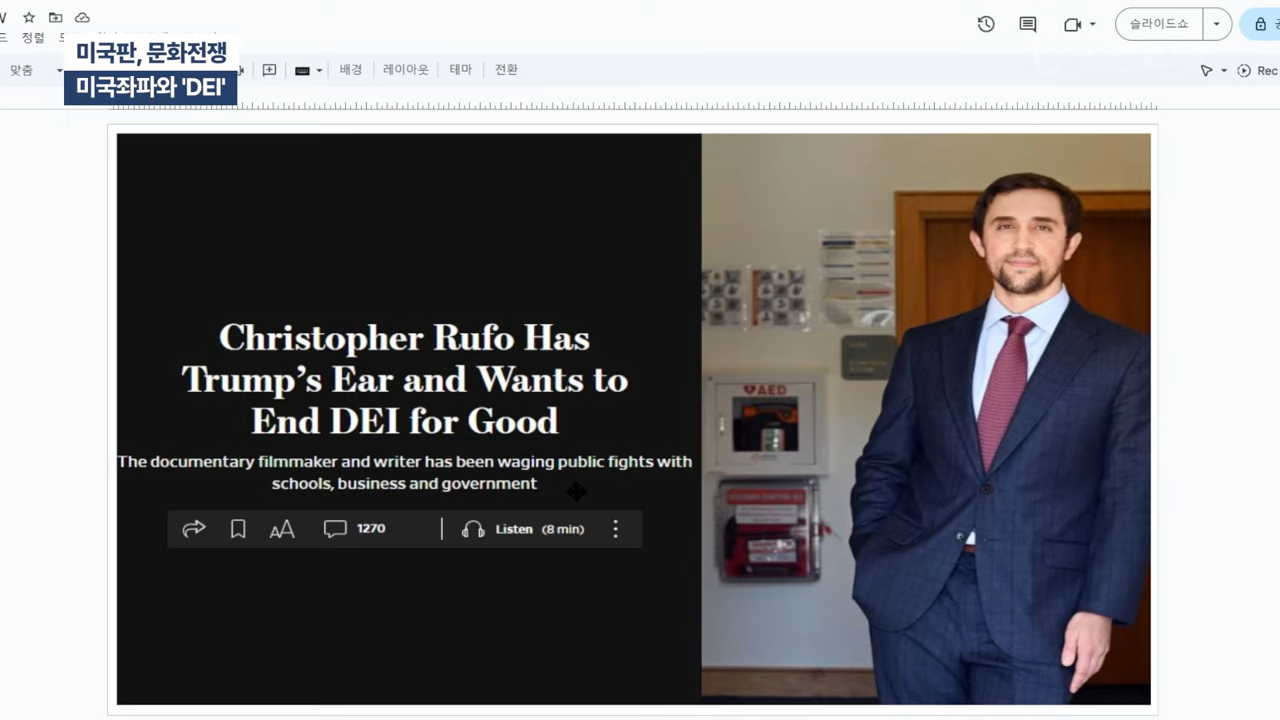 슬라이드쇼
정렬
미국판, 문화전쟁
미국좌파와 'DEI'
맞춤
배경
레이아웃
테마
전환
Rec
Christopher Rufo Has
Trump's Ear and Wants to
End DEI for Good
The documentary filmmaker and writer has been waging public fights with
schools, business and government
1270
Listen (8 min)
AED